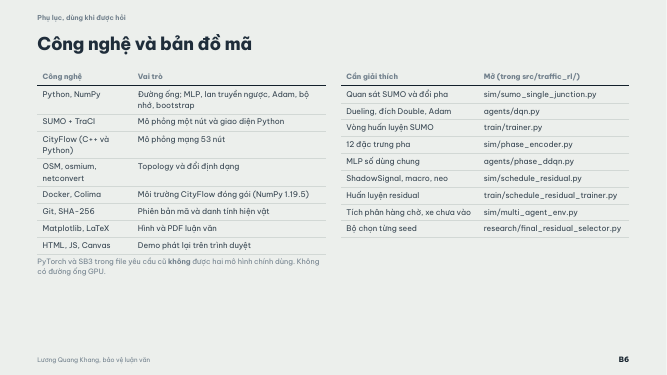 Phụ lục, dùng khi được hỏi
Công nghệ và bản đồ mã
Công nghệ Vai trò
Python, NumPy Đường ống; MLP, lan truyền ngược, Adam, bộ
nhớ, bootstrap
SUMO + TraCI Mô phỏng một nút và giao diện Python
CityFlow (C++ và Mô phỏng mạng 53 nút
Python)
OSM, osmium, Topology và đổi định dạng
netconvert
Docker, Colima Môi trường CityFlow đóng gói (NumPy 1.19.5)
Git, SHA-256 Phiên bản mã và danh tính hiện vật
Matplotlib, LaTeX Hình và PDF luận văn
HTML, JS, Canvas Demo phát lại trên trình duyệt
PyTorch và SB3 trong file yêu cầu cũ không được hai mô hình chính dùng. Không
có đường ống GPU.
Cần giải thích Mở (trong src/traffic_rl/)
Quan sát SUMO và đổi pha sim/sumo_single_junction.py
Dueling, đích Double, Adam agents/dqn.py
Vòng huấn luyện SUMO train/trainer.py
12 đặc trưng pha sim/phase_encoder.py
MLP số dùng chung agents/phase_ddqn.py
ShadowSignal, macro, neo sim/schedule_residual.py
Huấn luyện residual train/schedule_residual_trainer.py
Tích phân hàng chờ, xe chưa vào sim/multi_agent_env.py
Bộ chọn từng seed research/final_residual_selector.py
Lương Quang Khang, bảo vệ luận văn
B6